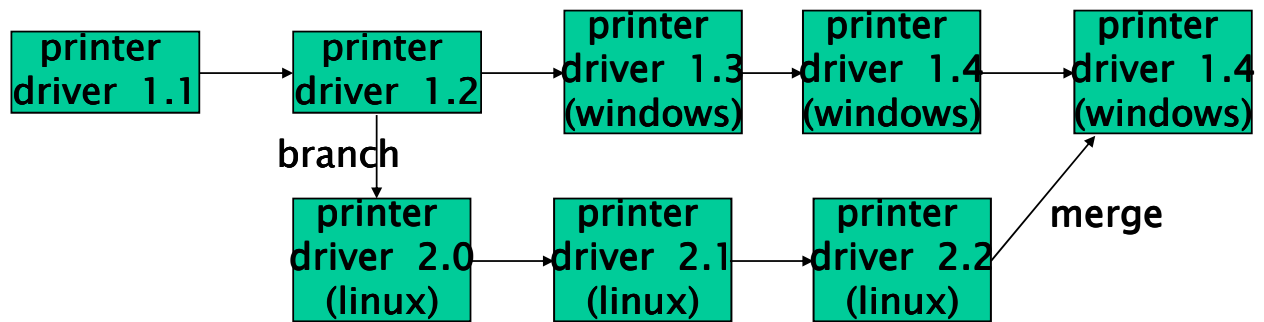 printer
driver 1.1
printer
driver 1.2
printer
driver 1.3
(windows)
printer
driver 1.4
(windows)
printer
driver 1.4
(windows)
branch
printer
driver 2.0
(linux)
printer
driver 2.1
(linux)
printer
driver 2.2
(linux)
merge